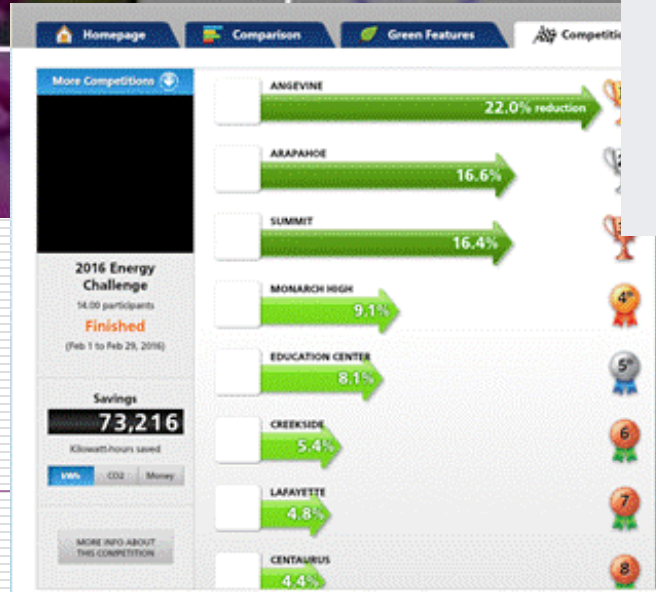 Homepage
Comparison
Green Features
Competitio
More Competitions
2016 Energy
Challenge
14.00 participants
Finished
(Feb 1 to Feb 29, 2016)
Savings
73,216
Kilowatt-hours saved
kWh CO2 Money
MORE INFO ABOUT
THIS COMPETITION
ANGEVINE
22.0% reduction
ARAPAHOE
16.6%
SUMMIT
16.4%
MONARCH HIGH
9.1%
4th
EDUCATION CENTER
8.1%
5th
CREEKSIDE
5.4%
6
LAFAYETTE
4.8%
7
CENTAURUS
4.4%
8